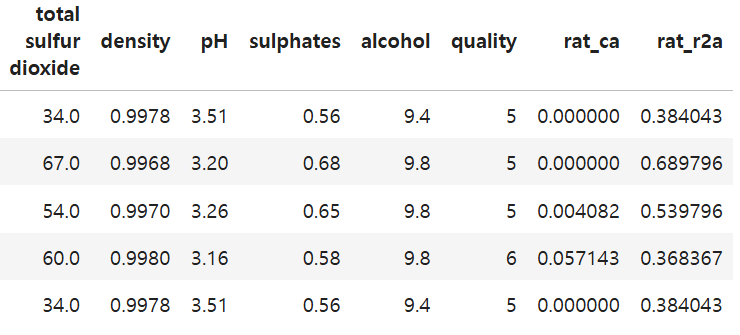 total sulfur dioxide density pH sulphates alcohol quality rat_ca rat_r2a
34.0 0.9978 3.51 0.56 9.4 5 0.000000 0.384043
67.0 0.9968 3.20 0.68 9.8 5 0.000000 0.689796
54.0 0.9970 3.26 0.65 9.8 5 0.004082 0.539796
60.0 0.9980 3.16 0.58 9.8 6 0.057143 0.368367
34.0 0.9978 3.51 0.56 9.4 5 0.000000 0.384043